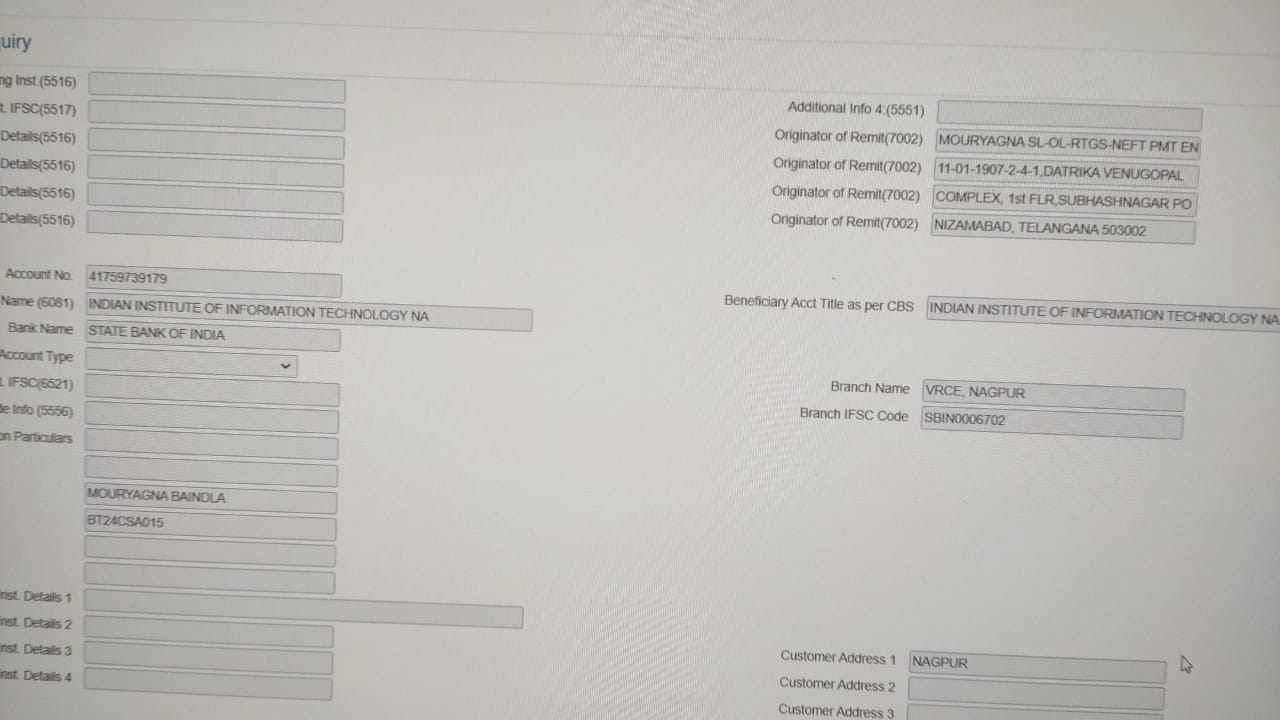 uiry
ng Inst.(5516)
t. IFSC(5517)
Details(5516)
Details(5516)
Details(5516)
Details(5516)
Additional Info 4:(5551)
Originator of Remit(7002) MOURYAGNA SL-OL-RTGS-NEFT PMT EN
Originator of Remit(7002) 11-01-1907-2-4-1,DATRIKA VENUGOPAL
Originator of Remit(7002) COMPLEX, 1st FLR,SUBHASHNAGAR PO
Originator of Remit(7002) NIZAMABAD, TELANGANA 503002
Account No. 41759739179
Name (6081) INDIAN INSTITUTE OF INFORMATION TECHNOLOGY NA
Beneficiary Acct Title as per CBS INDIAN INSTITUTE OF INFORMATION TECHNOLOGY NA
Bank Name STATE BANK OF INDIA
Account Type
IFSC(6521)
Branch Name VRCE, NAGPUR
de Info (5556)
Branch IFSC Code SBIN0006702
on Particulars
MOURYAGNA BAINDLA
BT24CSA015
Inst. Details 1
Inst. Details 2
Inst. Details 3
Inst. Details 4
Customer Address 1 NAGPUR
Customer Address 2
Customer Address 3